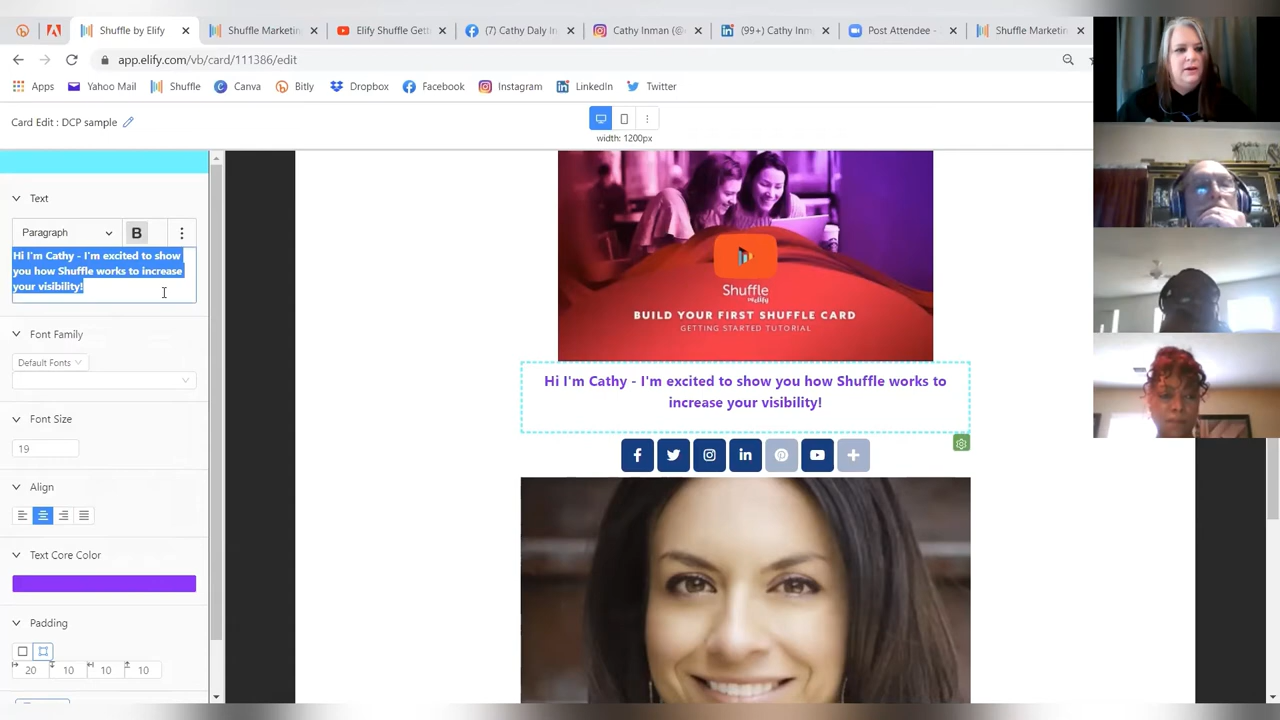 Shuffle by Elify
Shuffle Marketin
Elify Shuffle Gett
(7) Cathy Daly In
Cathy Inman (@
(99+) Cathy Inm
Post Attendee -
Shuffle Marketin
app.elify.com/vb/card/111386/edit
Apps
Yahoo Mail
Shuffle
Canva
Bitly
Dropbox
Facebook
Instagram
LinkedIn
Twitter
Card Edit : DCP sample
width: 1200px
Text
Paragraph
B
Hi I'm Cathy - I'm excited to show
you how Shuffle works to increase
your visibility!
Font Family
Default Fonts
Font Size
19
Align
Text Core Color
Padding
20
10
10
10
Shuffle
by elify
BUILD YOUR FIRST SHUFFLE CARD
GETTING STARTED TUTORIAL
Hi I'm Cathy - I'm excited to show you how Shuffle works to
increase your visibility!